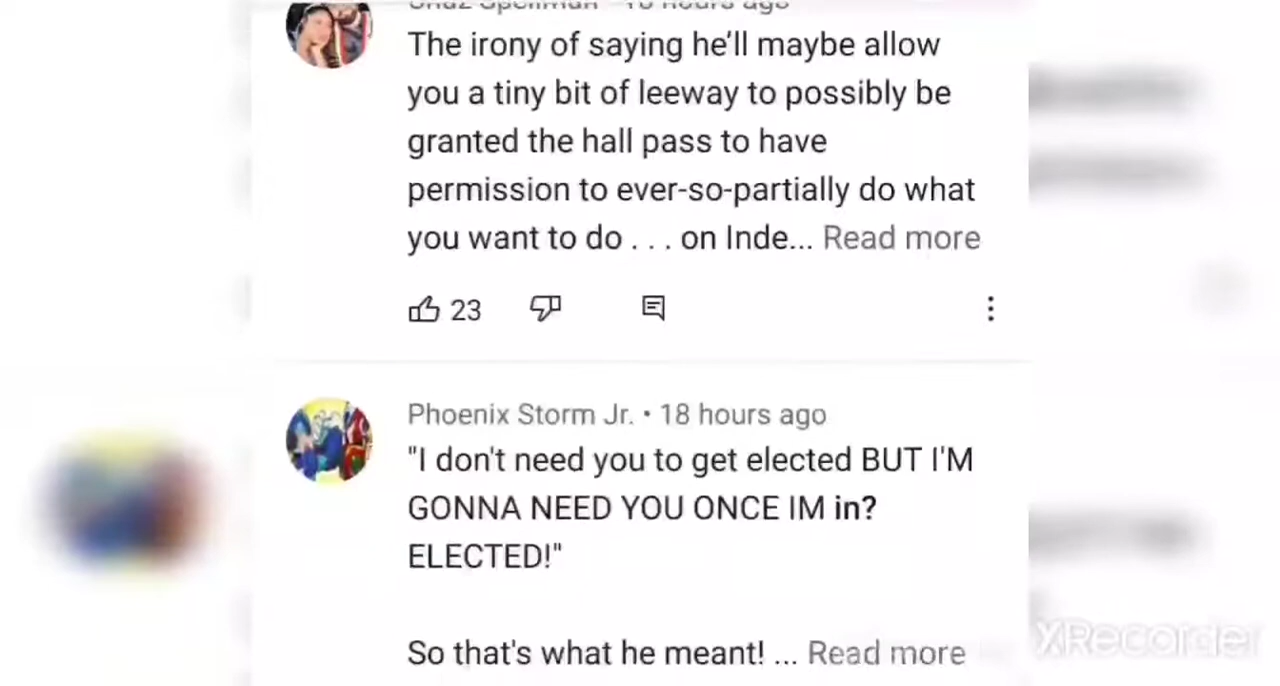 The irony of saying he'll maybe allow
you a tiny bit of leeway to possibly be
granted the hall pass to have
permission to ever-so-partially do what
you want to do . . . on Inde... Read more
23
Phoenix Storm Jr. • 18 hours ago
"I don't need you to get elected BUT I'M
GONNA NEED YOU ONCE IM in?
ELECTED!"
So that's what he meant! ... Read more
XRecorder